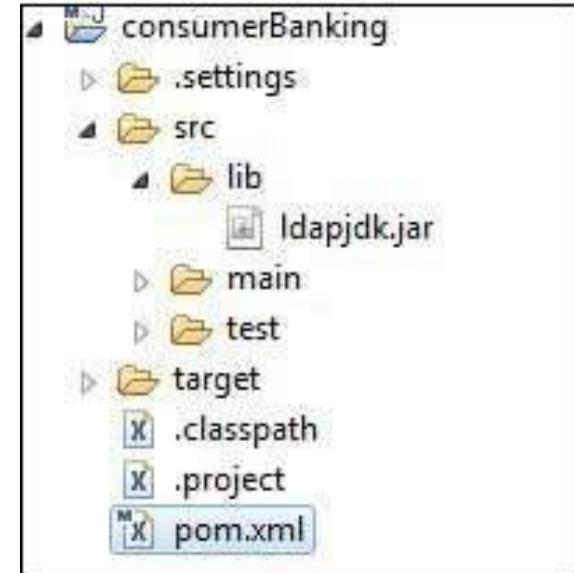 consumerBanking
.settings
src
lib
ldapjdk.jar
main
test
target
.classpath
.project
pom.xml